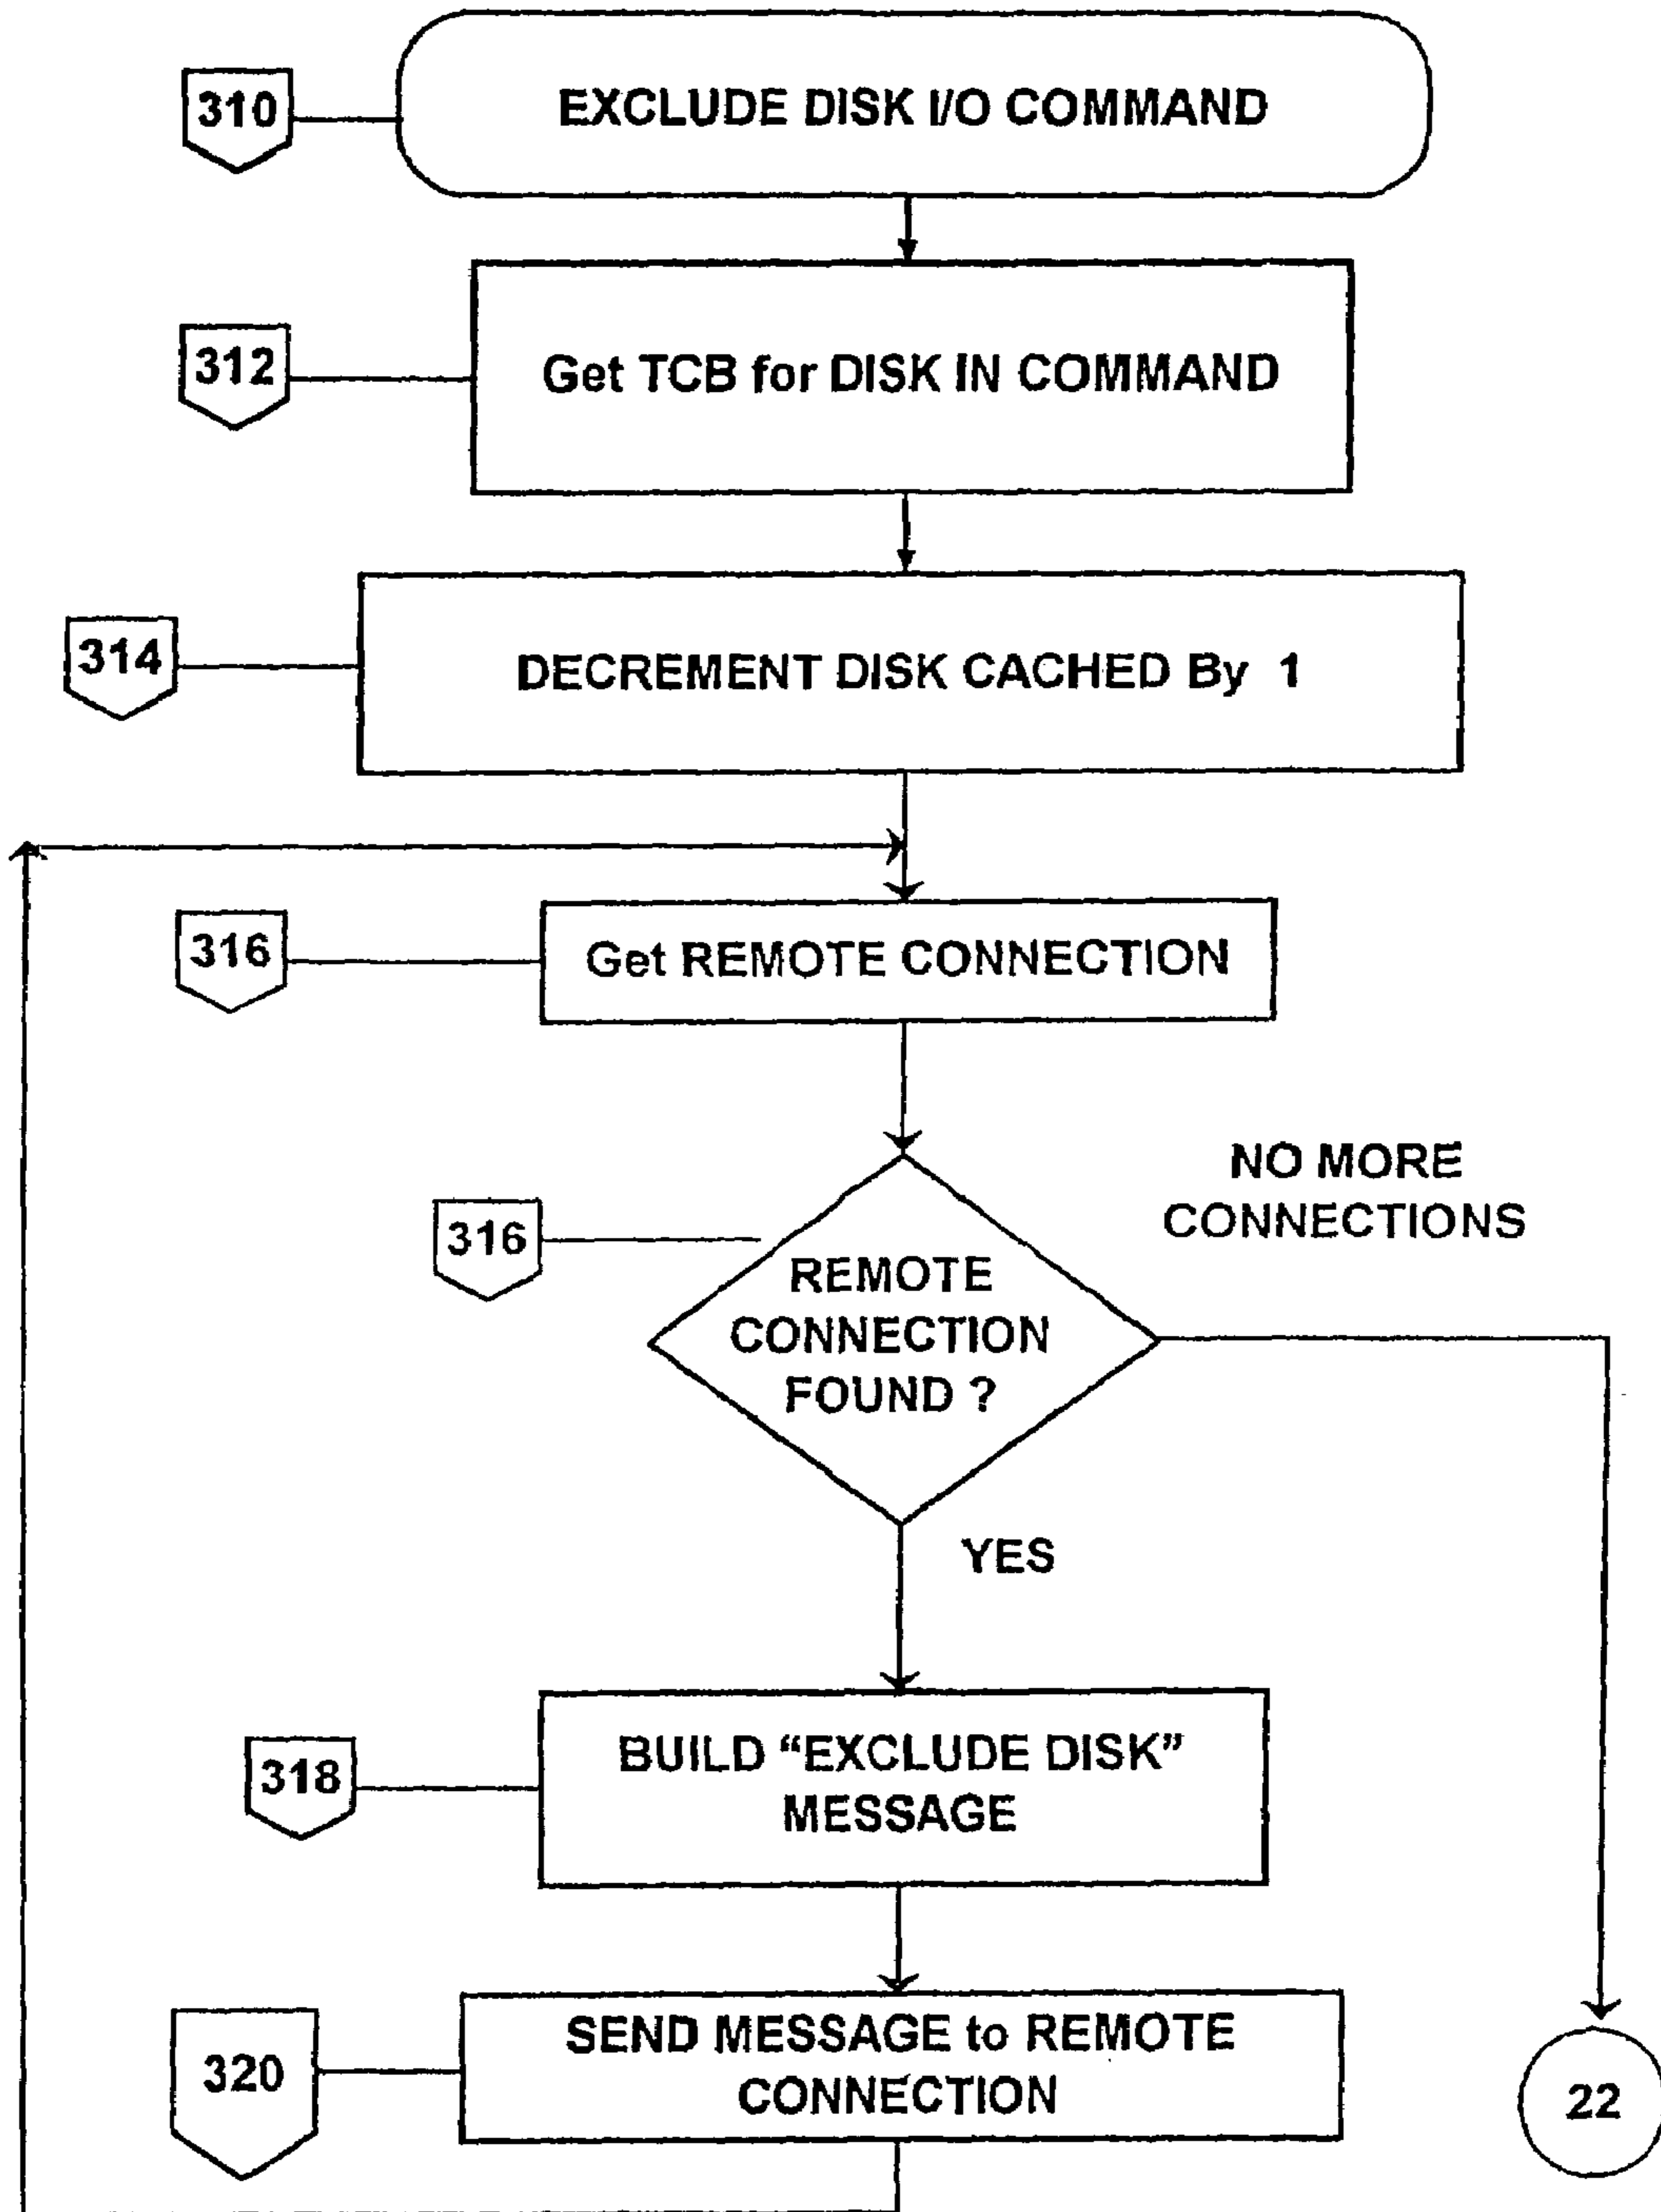 310
EXCLUDE DISK I/O COMMAND
312
Get TCB for DISK IN COMMAND
314
DECREMENT DISK CACHED By 1
316
Get REMOTE CONNECTION
NO MORE
CONNECTIONS
316
REMOTE
CONNECTION
FOUND ?
YES
318
BUILD “EXCLUDE DISK”
MESSAGE
320
SEND MESSAGE to REMOTE
CONNECTION
22